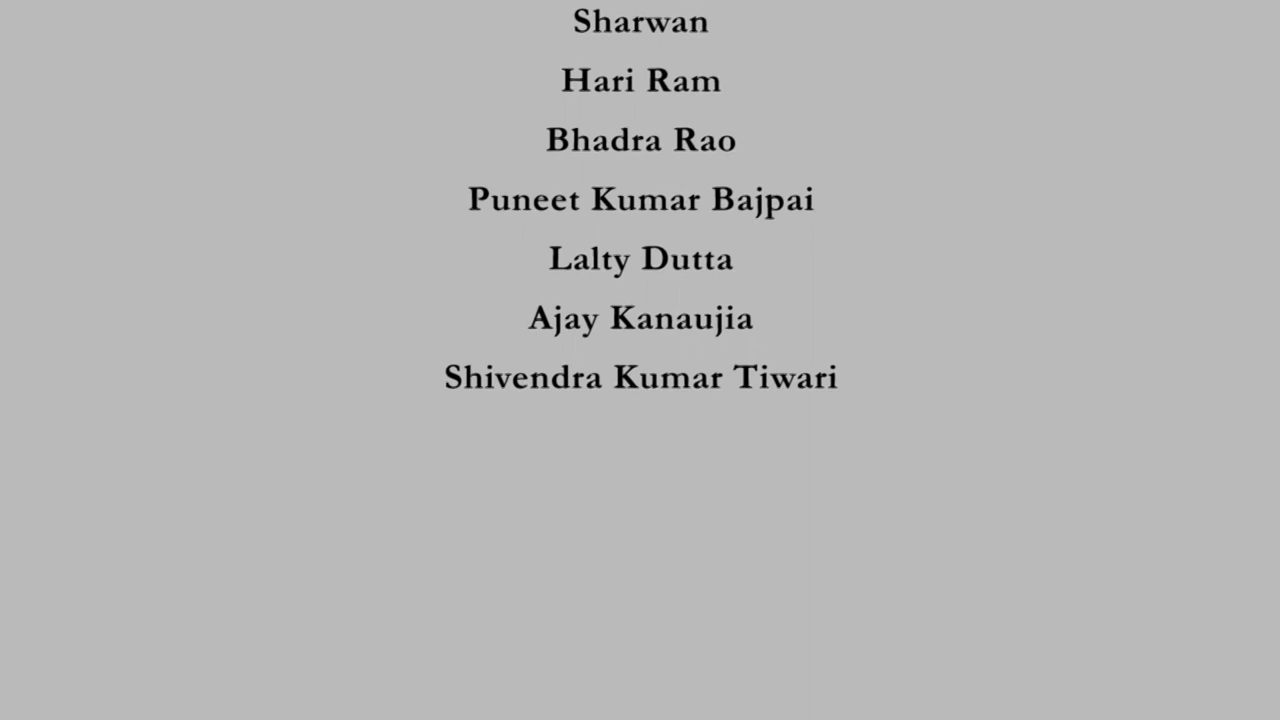 Sharwan
Hari Ram
Bhadra Rao
Puneet Kumar Bajpai
Lalty Dutta
Ajay Kanaujia
Shivendra Kumar Tiwari